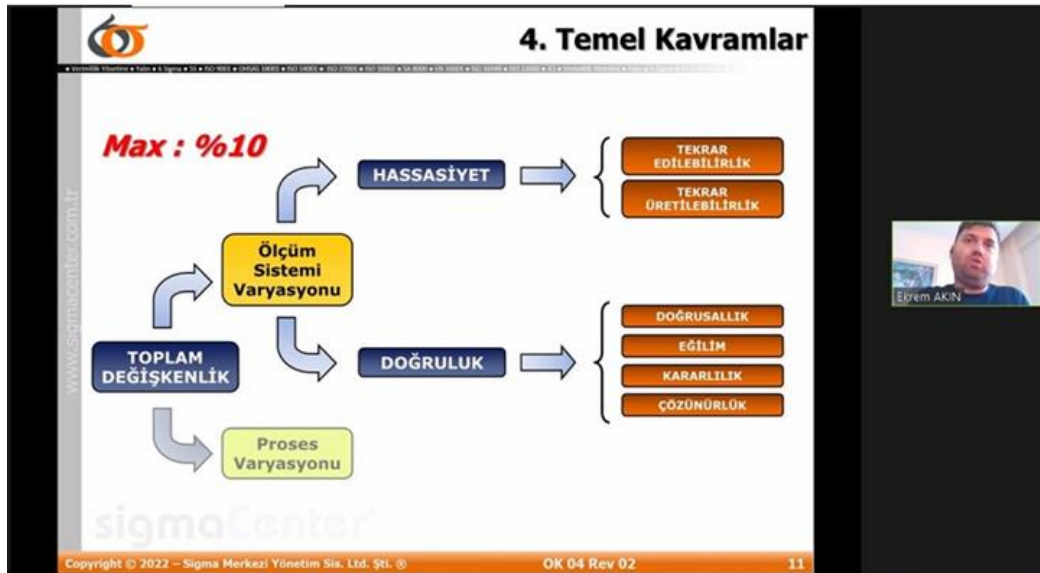 4. Temel Kavramlar
Max : %10
HASSASİYET
TEKRAR
EDİLEBİLİRLİK
TEKRAR
ÜRETİLEBİLİRLİK
Ölçüm
Sistemi
Varyasyonu
TOPLAM
DEĞİŞKENLİK
DOĞRULUK
DOĞRUSALLIK
EĞİLİM
KARARLILIK
ÇÖZÜNÜRLÜK
Proses
Varyasyonu
www.sigmacenter.com.tr
sigmaCenter
Ekrem AKIN
Copyright © 2022 – Sigma Merkezi Yönetim Sis. Ltd. Şti. ®
OK 04 Rev 02
11